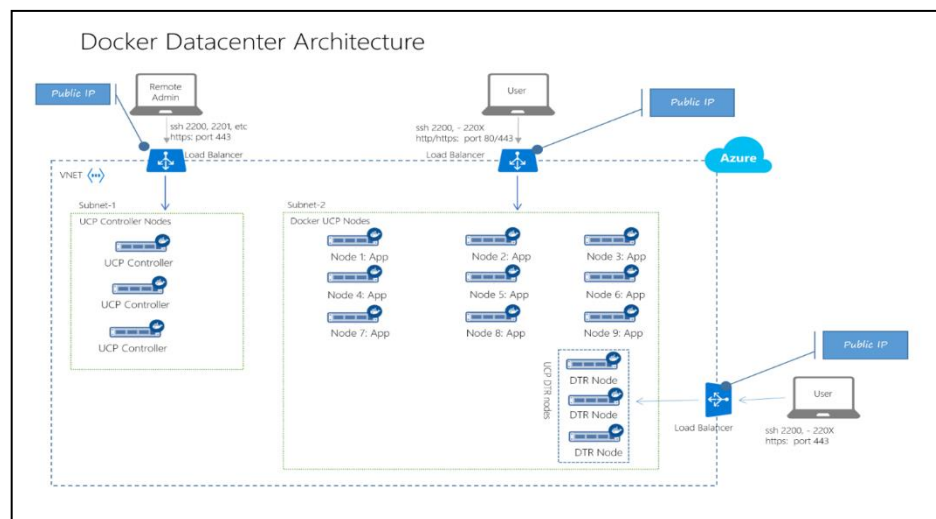 Docker Datacenter Architecture
Public IP
Remote
Admin
ssh 2200, 2201, etc
https: port 443
Load Balancer
User
ssh 2200, - 220X
http/https: port 80/443
Load Balancer
Public IP
Azure
VNET
Subnet-1
UCP Controller Nodes
UCP Controller
UCP Controller
UCP Controller
Subnet-2
Docker UCP Nodes
Node 1: App
Node 2: App
Node 3: App
Node 4: App
Node 5: App
Node 6: App
Node 7: App
Node 8: App
Node 9: App
UCP DTR nodes
DTR Node
DTR Node
DTR Node
Load Balancer
Public IP
User
ssh 2200, - 220X
https: port 443